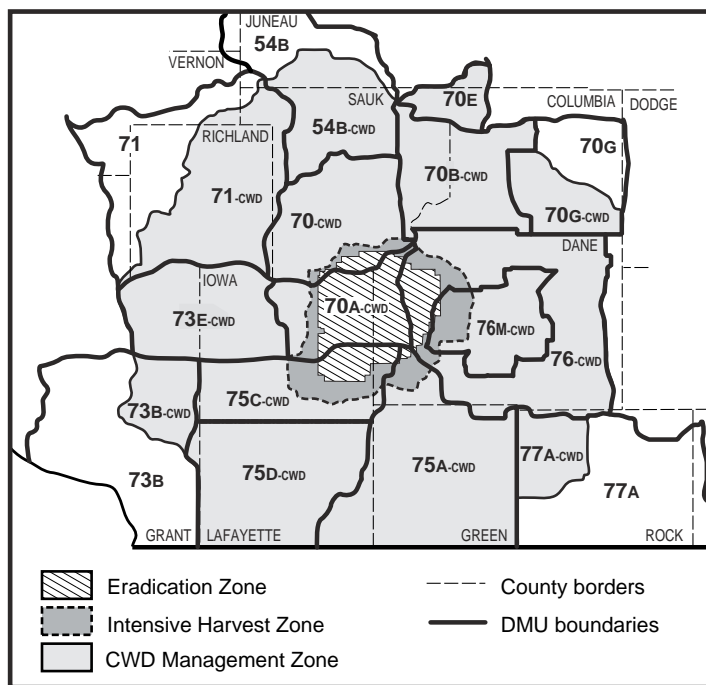 JUNEAU
54B
VERNON
SAUK
70E
COLUMBIA
DODGE
71
RICHLAND
54B-CWD
70G
70B-CWD
71-CWD
70-CWD
70G-CWD
DANE
IOWA
70A-CWD
73E-CWD
76M-CWD
76-CWD
75C-CWD
73B-CWD
77A-CWD
75D-CWD
75A-CWD
73B
77A
GRANT
LAFAYETTE
GREEN
ROCK
Eradication Zone
County borders
Intensive Harvest Zone
DMU boundaries
CWD Management Zone